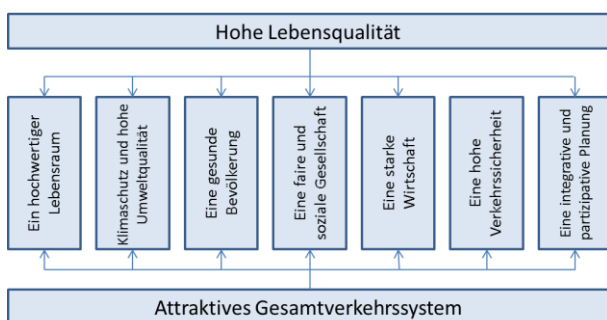 Hohe Lebensqualität
Ein hochwertiger
Lebensraum
Klimaschutz und hohe
Umweltqualität
Eine gesunde
Bevölkerung
Eine faire und
soziale Gesellschaft
Eine starke
Wirtschaft
Eine hohe
Verkehrssicherheit
Eine integrative und
partizipative Planung
Attraktives Gesamtverkehrssystem